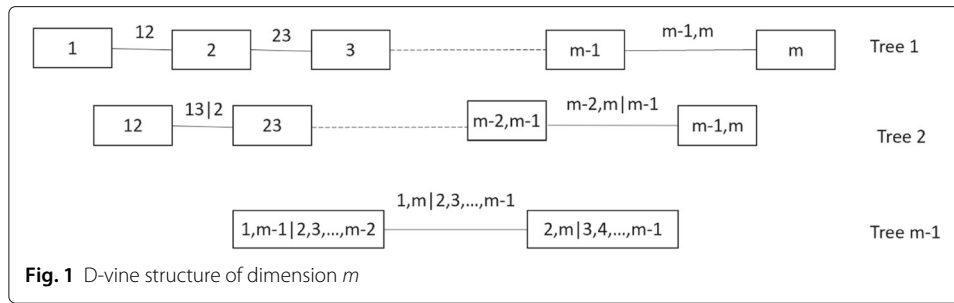 12 23 m-1,m
1 2 3 m-1 m Tree 1
13|2 m-2,m|m-1
12 23 m-2,m-1 m-1,m Tree 2
1,m|2,3,...,m-1
1,m-1|2,3,...,m-2 2,m|3,4,...,m-1 Tree m-1
Fig. 1 D-vine structure of dimension m